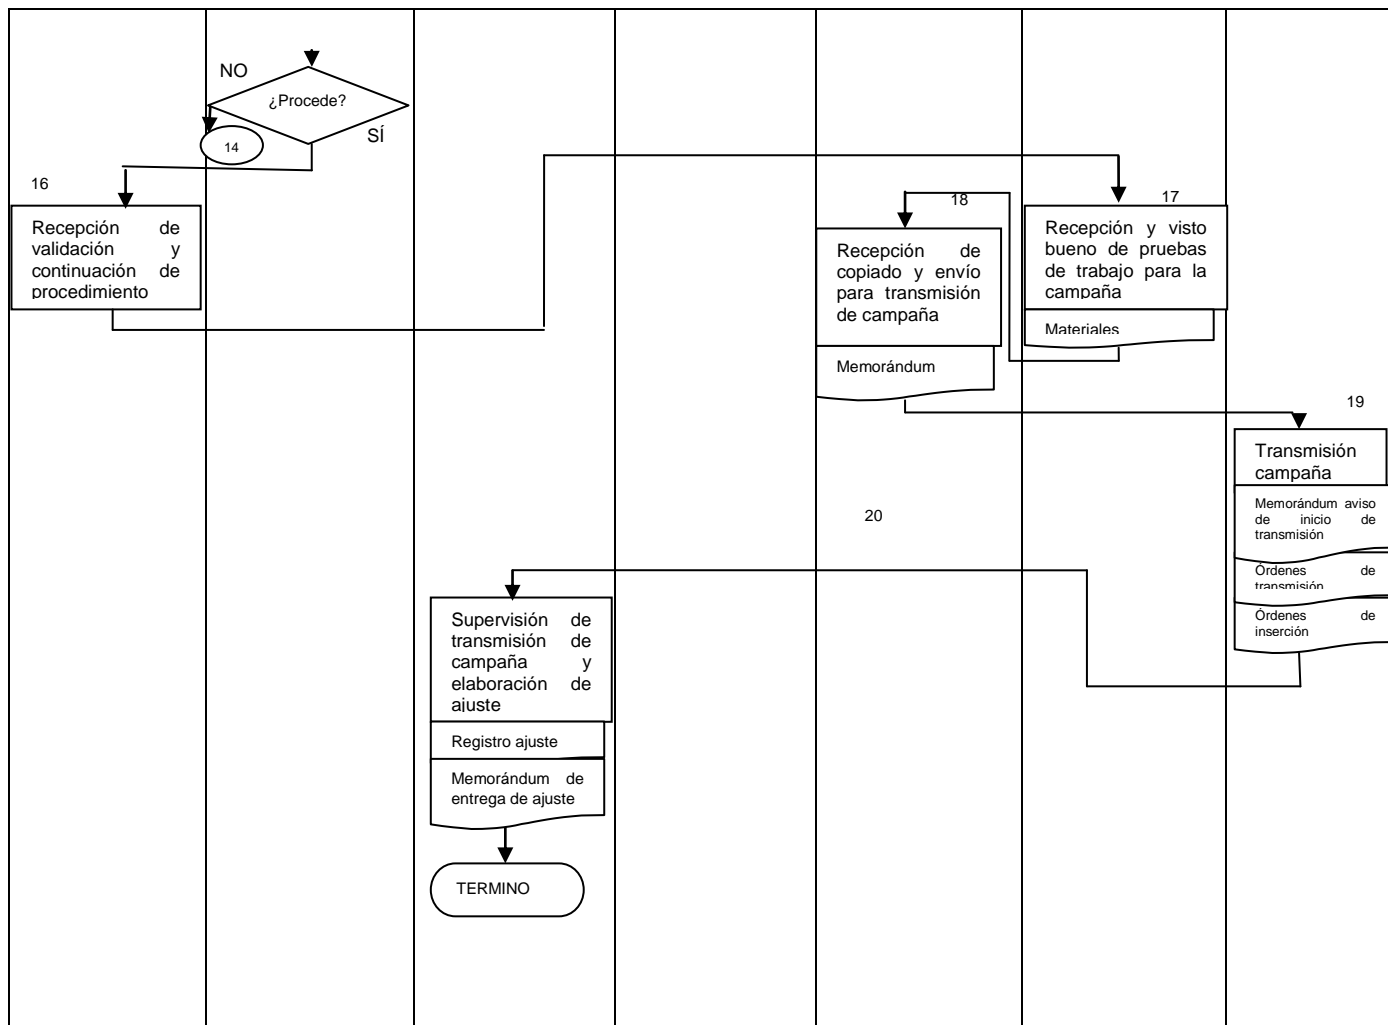 NO
¿Procede?
SÍ
14
16
Recepción de
validación y
continuación de
procedimiento
17
Recepción y visto
bueno de pruebas
de trabajo para la
campaña
Materiales
18
Recepción de
copiado y envío
para transmisión
de campaña
Memorándum
19
Transmisión
campaña
Memorándum aviso
de inicio de
transmisión
Órdenes de
transmisión
Órdenes de
inserción
20
Supervisión de
transmisión de
campaña y
elaboración de
ajuste
Registro ajuste
Memorándum de
entrega de ajuste
TERMINO